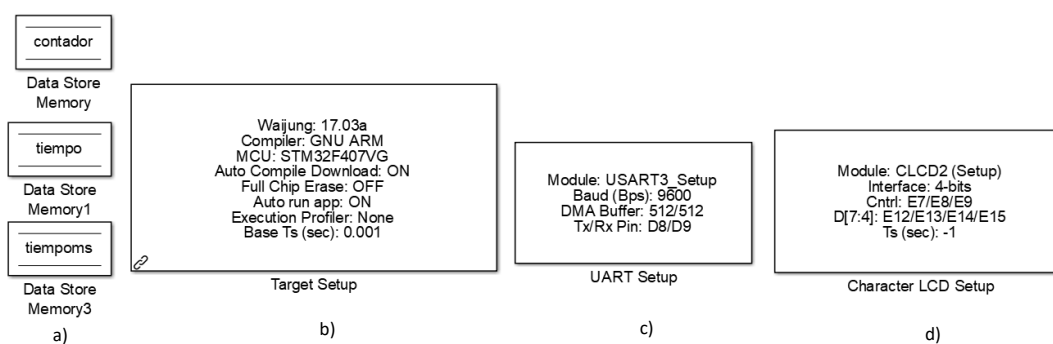 contador
Data Store
Memory
tiempo
Data Store
Memory1
tiempoms
Data Store
Memory3
a)
Waijung: 17.03a
Compiler: GNU ARM
MCU: STM32F407VG
Auto Compile Download: ON
Full Chip Erase: OFF
Auto run app: ON
Execution Profiler: None
Base Ts (sec): 0.001
Target Setup
b)
Module: USART3_Setup
Baud (Bps): 9600
DMA Buffer: 512/512
Tx/Rx Pin: D8/D9
UART Setup
c)
Module: CLCD2 (Setup)
Interface: 4-bits
Cntrl: E7/E8/E9
D[7:4]: E12/E13/E14/E15
Ts (sec): -1
Character LCD Setup
d)